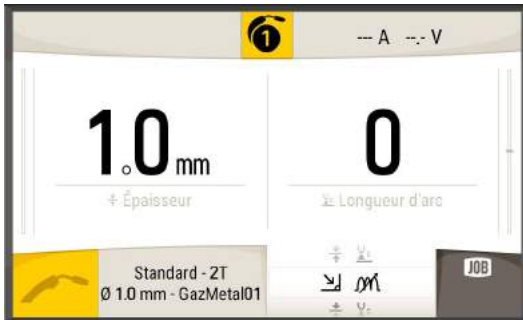 1
--- A --.- V
1.0 mm
0
Épaisseur
Longueur d'arc
Standard - 2T
Ø 1.0 mm - GazMetal01
JOB